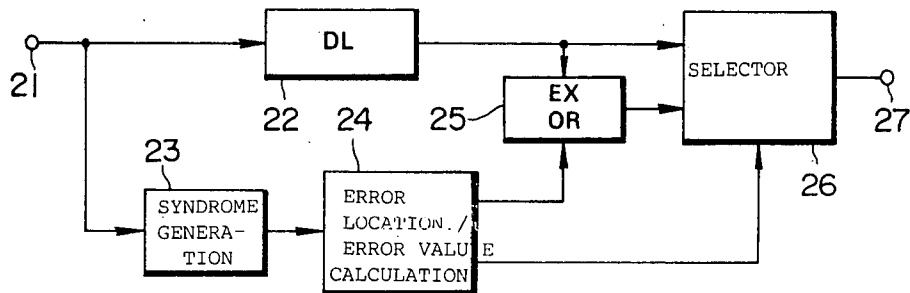 21
DL
22
23
SYNDROME
GENERA-
TION
24
ERROR
LOCATION./
ERROR VALUE
CALCULATION
25
EX
OR
SELECTOR
26
27